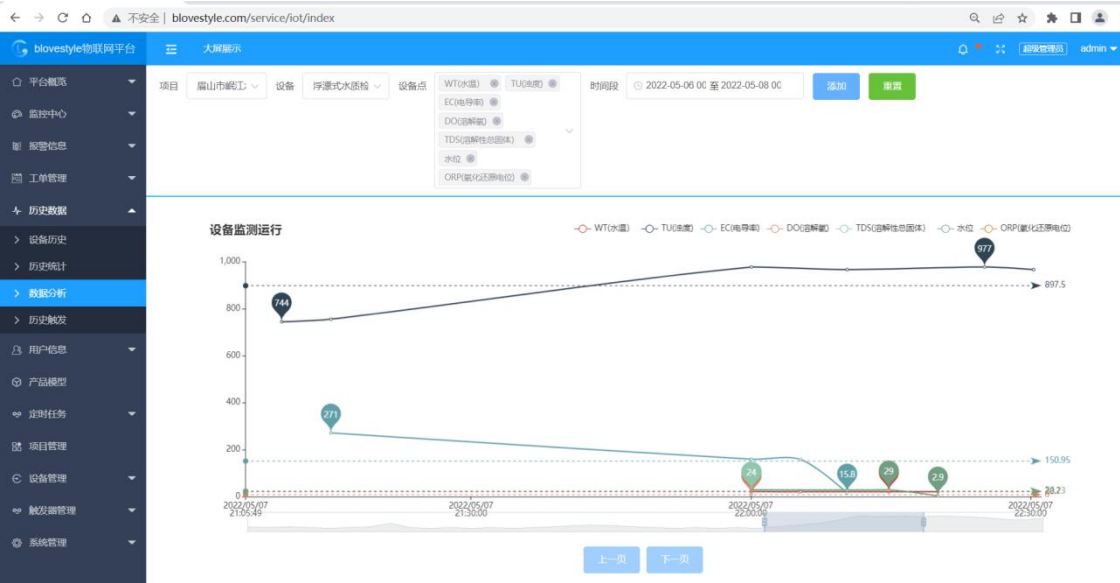 不安全 | blovestyle.com/service/iot/index
blovestyle物联网平台
大屏展示
超级管理员 admin
平台概览
监控中心
报警信息
工单管理
历史数据
设备历史
历史统计
数据分析
历史触发
用户信息
产品模型
定时任务
项目管理
设备管理
触发器管理
系统管理
项目 眉山市岷江 设备 浮漂式水质检 设备点 WT(水温) TU(浊度) 时间段 2022-05-06 00 至 2022-05-08 00 添加 重置
EC(电导率)
DO(溶解氧)
TDS(溶解性总固体)
水位
ORP(氧化还原电位)
设备监测运行
WT(水温) TU(浊度) EC(电导率) DO(溶解氧) TDS(溶解性总固体) 水位 ORP(氧化还原电位)
977
1,000
897.5
744
800
600
400
271
200
150.95
24 15.8 29 2.9
0
2022/05/07 21:05:49
2022/05/07 21:30:00
2022/05/07 22:00:00
2022/05/07 22:30:00
上一页 下一页